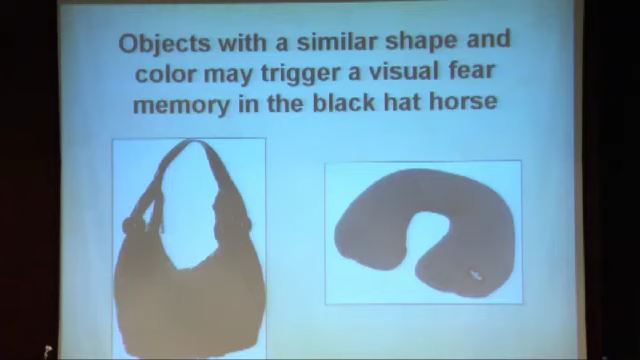 Objects with a similar shape and
color may trigger a visual fear
memory in the black hat horse